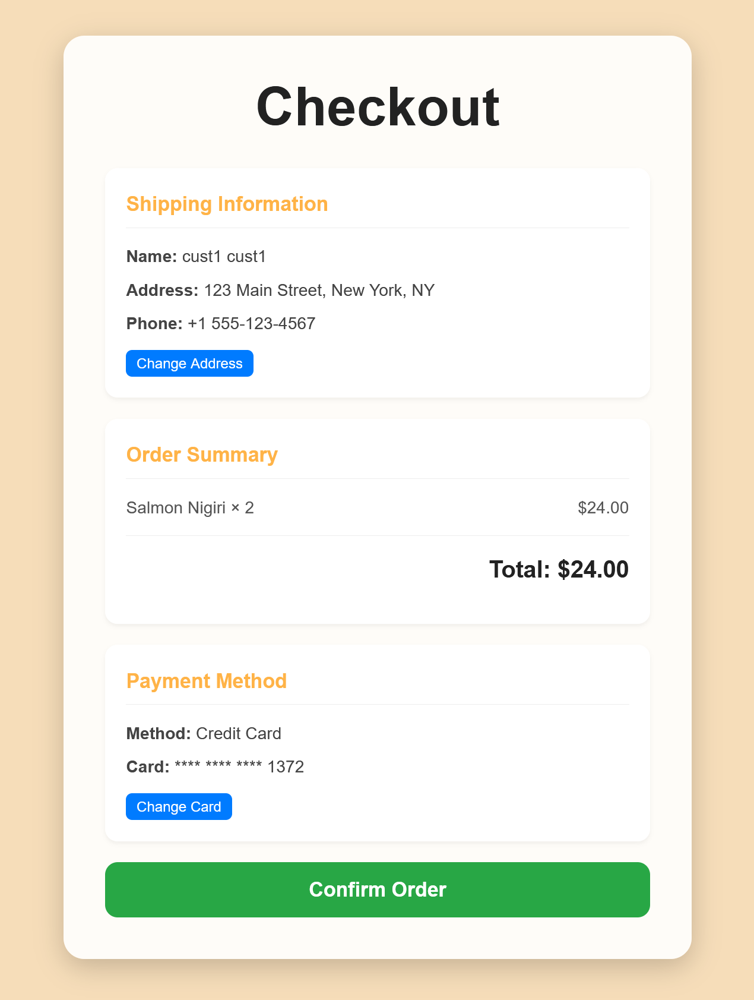 Checkout
Shipping Information
Name: cust1 cust1
Address: 123 Main Street, New York, NY
Phone: +1 555-123-4567
Change Address
Order Summary
Salmon Nigiri × 2 $24.00
Total: $24.00
Payment Method
Method: Credit Card
Card: **** **** **** 1372
Change Card
Confirm Order